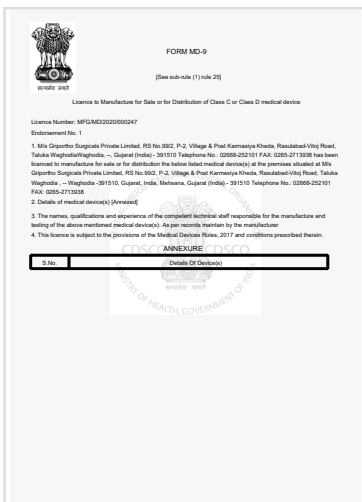 सत्यमेव जयते
FORM MD-9
[See sub-rule (1) rule 25]
Licence to Manufacture for Sale or for Distribution of Class C or Class D medical device
Licence Number: MFG/MD/2020/000247
Endorsement No. 1
1. M/s Griportho Surgicals Private Limited, RS No.99/2, P-2, Village & Post Karmasiya Kheda, Rasulabad-Vitoj Road,
Taluka WaghodiaWaghodia, --, Gujarat (India) - 391510 Telephone No.: 02668-252101 FAX: 0265-2713938 has been
licenced to manufacture for sale or for distribution the below listed medical device(s) at the premises situated at M/s
Griportho Surgicals Private Limited, RS No.99/2, P-2, Village & Post Karmasiya Kheda, Rasulabad-Vitoj Road, Taluka
Waghodia , -- Waghodia -391510, Gujarat, India, Mehsana, Gujarat (India) - 391510 Telephone No.: 02668-252101
FAX: 0265-2713938
2. Details of medical device(s) [Annexed]
3. The names, qualifications and experience of the competent technical staff responsible for the manufacture and
testing of the above mentioned medical device(s): As per records maintain by the manufacturer
4. This licence is subject to the provisions of the Medical Devices Rules, 2017 and conditions prescribed therein.
ANNEXURE
CDSCO CDSCO
S.No. Details Of Device(s)
सत्यमेव जयते
MINISTRY OF HEALTH, GOVERNMENT OF INDIA